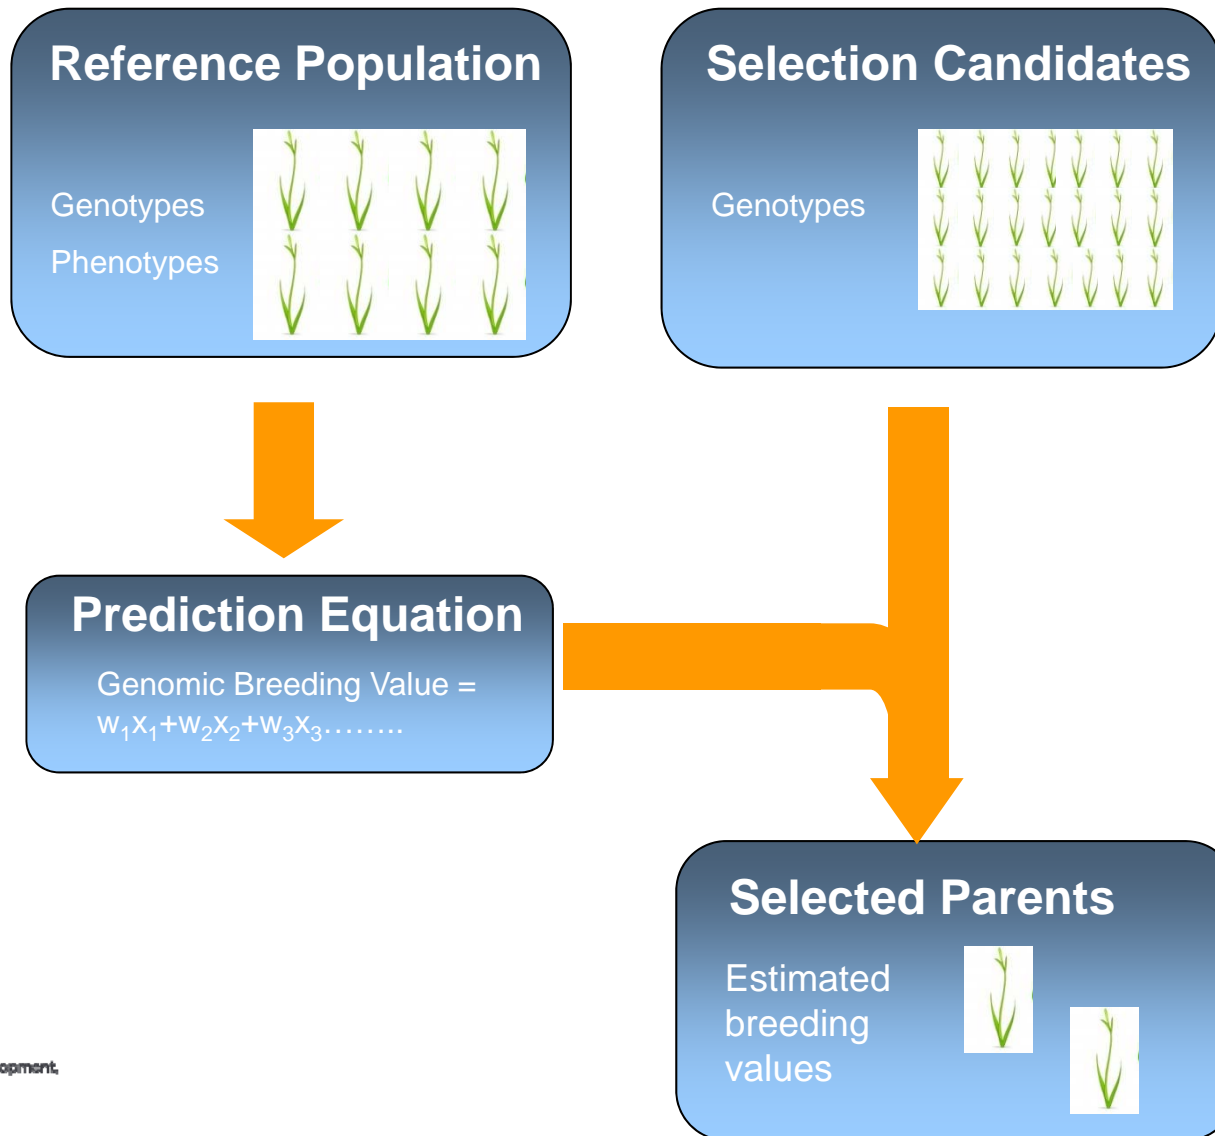 Reference Population
Genotypes
Phenotypes
Selection Candidates
Genotypes
Prediction Equation
Genomic Breeding Value =
w₁x₁+w₂x₂+w₃x₃........
Selected Parents
Estimated
breeding
values
opment,